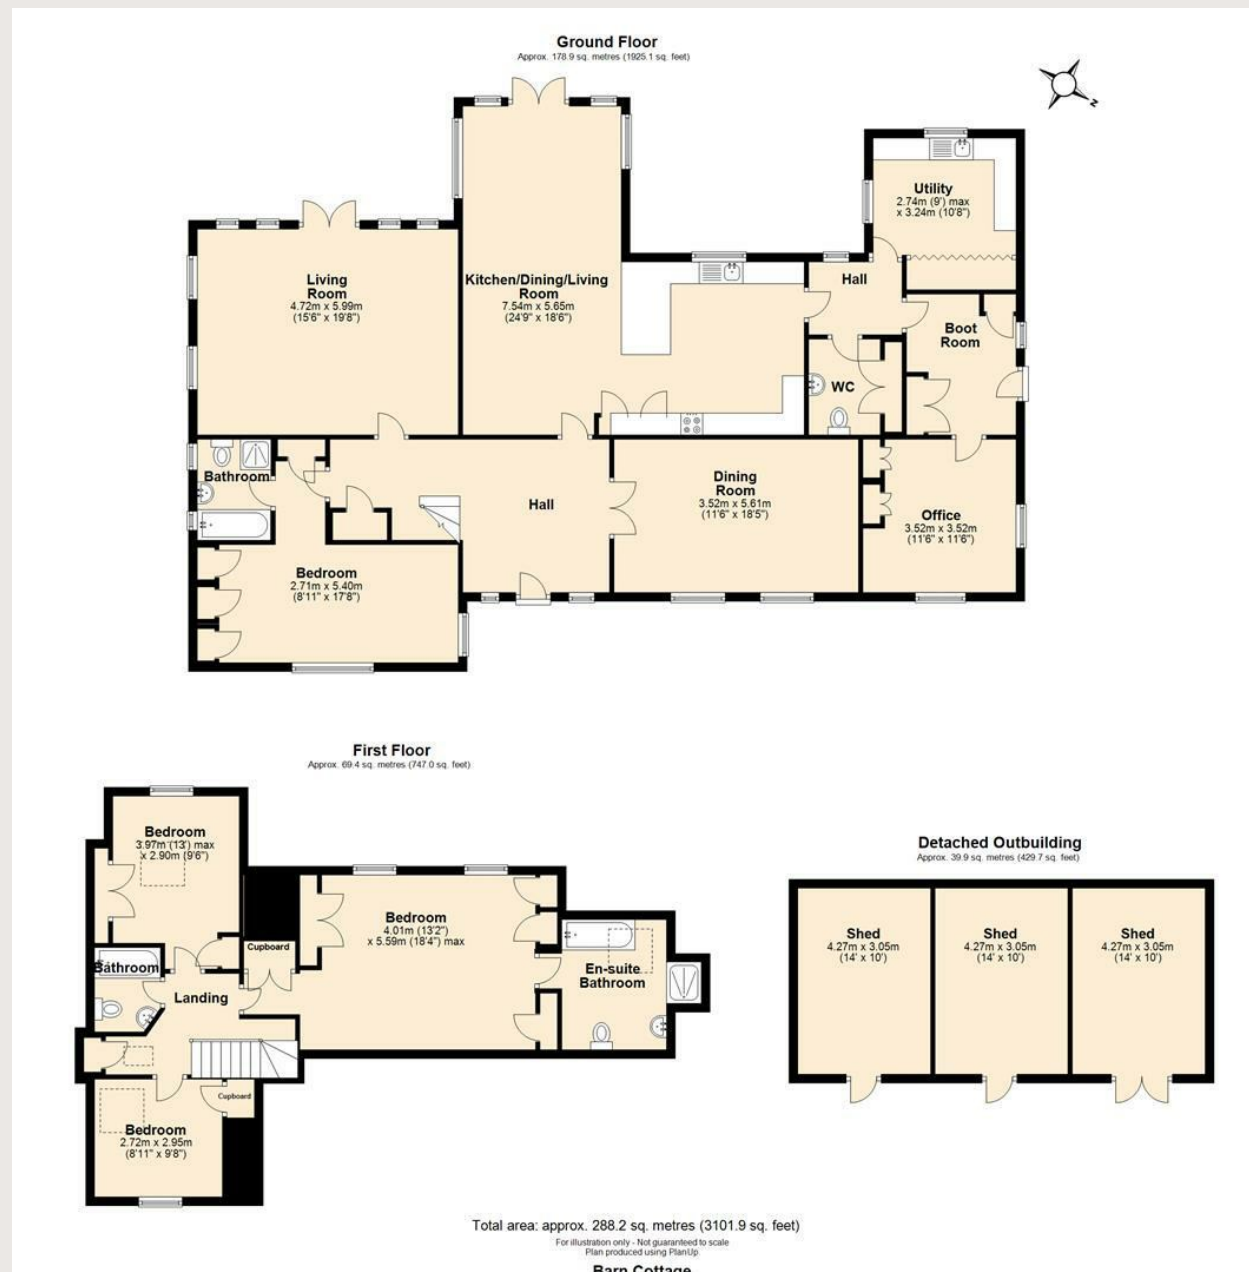 Ground Floor
Approx. 178.9 sq. metres (1925.1 sq. feet)
N
Utility
2.74m (9') max
x 3.24m (10'8")
Living
Room
4.72m x 5.99m
(15'6" x 19'8")
Kitchen/Dining/Living
Room
7.54m x 5.65m
(24'9" x 18'6")
Hall
Boot
Room
WC
Bathroom
Hall
Dining
Room
3.52m x 5.61m
(11'6" x 18'5")
Office
3.52m x 3.52m
(11'6" x 11'6")
Bedroom
2.71m x 5.40m
(8'11" x 17'8")
First Floor
Approx. 69.4 sq. metres (747.0 sq. feet)
Bedroom
3.97m (13') max
x 2.90m (9'6")
Cupboard
Bedroom
4.01m (13'2")
x 5.59m (18'4") max
Bathroom
Landing
En-suite
Bathroom
Cupboard
Bedroom
2.72m x 2.95m
(8'11" x 9'8")
Detached Outbuilding
Approx. 39.9 sq. metres (429.7 sq. feet)
Shed
4.27m x 3.05m
(14' x 10')
Shed
4.27m x 3.05m
(14' x 10')
Shed
4.27m x 3.05m
(14' x 10')
Total area: approx. 288.2 sq. metres (3101.9 sq. feet)
For illustration only - Not guaranteed to scale
Plan produced using PlanUp.
Barn Cottage